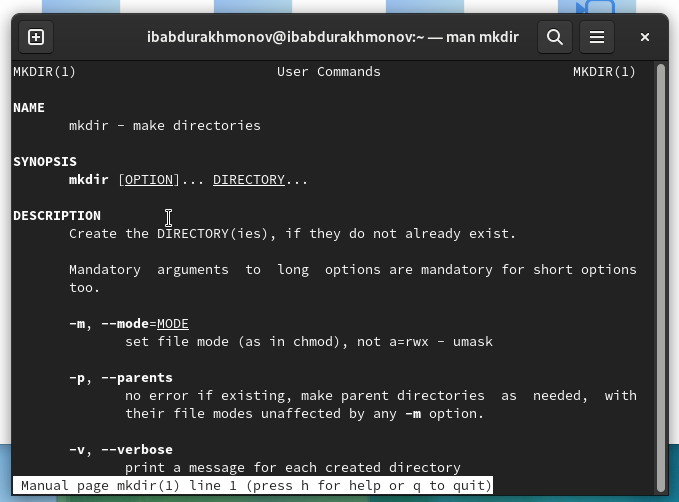 ibabdurakhmonov@ibabdurakhmonov:~ — man mkdir
MKDIR(1) User Commands MKDIR(1)
NAME
mkdir - make directories
SYNOPSIS
mkdir [OPTION]... DIRECTORY...
DESCRIPTION
Create the DIRECTORY(ies), if they do not already exist.
Mandatory arguments to long options are mandatory for short options
too.
-m, --mode=MODE
set file mode (as in chmod), not a=rwx - umask
-p, --parents
no error if existing, make parent directories as needed, with
their file modes unaffected by any -m option.
-v, --verbose
print a message for each created directory
Manual page mkdir(1) line 1 (press h for help or q to quit)